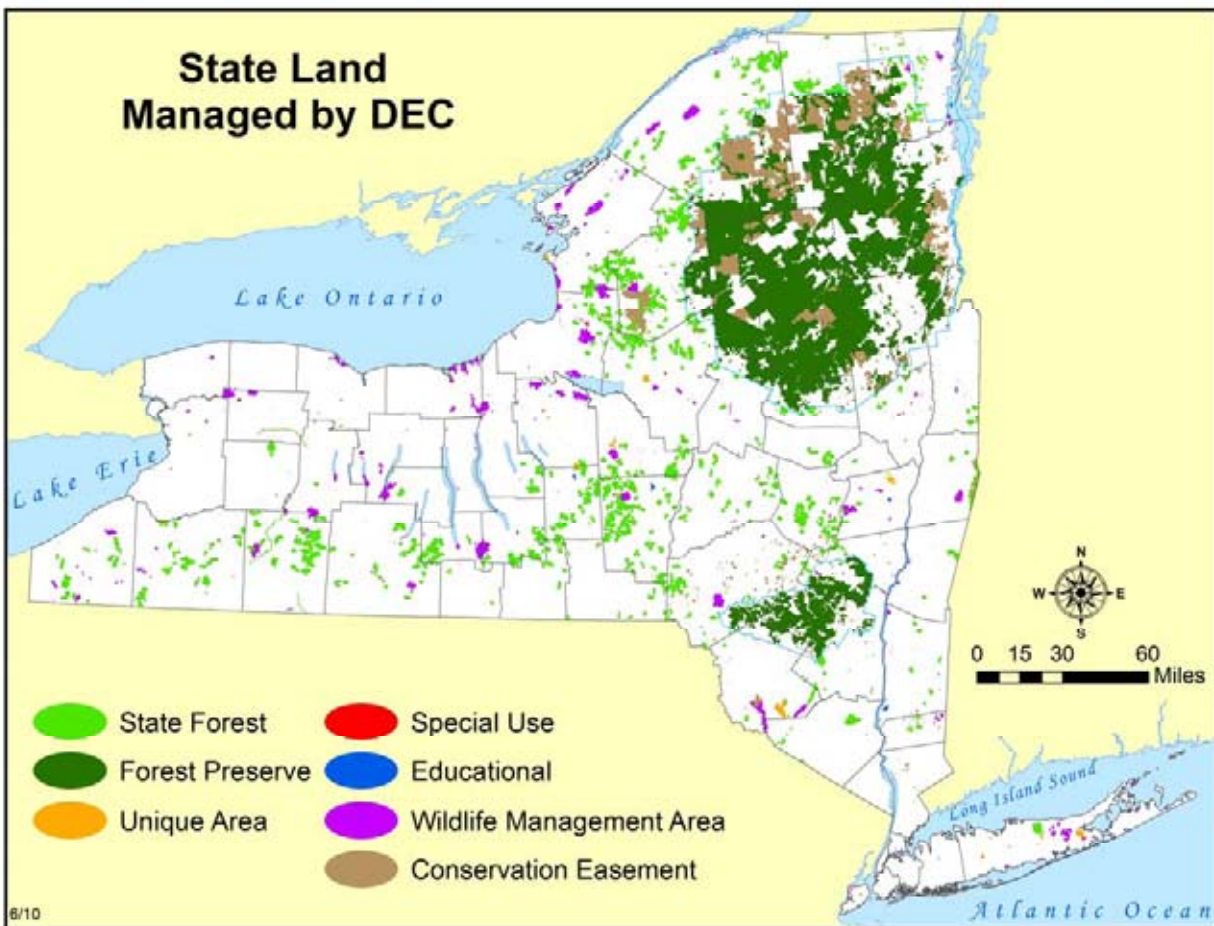 State Land
Managed by DEC
Lake Ontario
Lake Erie
N
W E
S
0 15 30 60
Miles
State Forest
Forest Preserve
Unique Area
Special Use
Educational
Wildlife Management Area
Conservation Easement
Long Island Sound
Atlantic Ocean
6/10